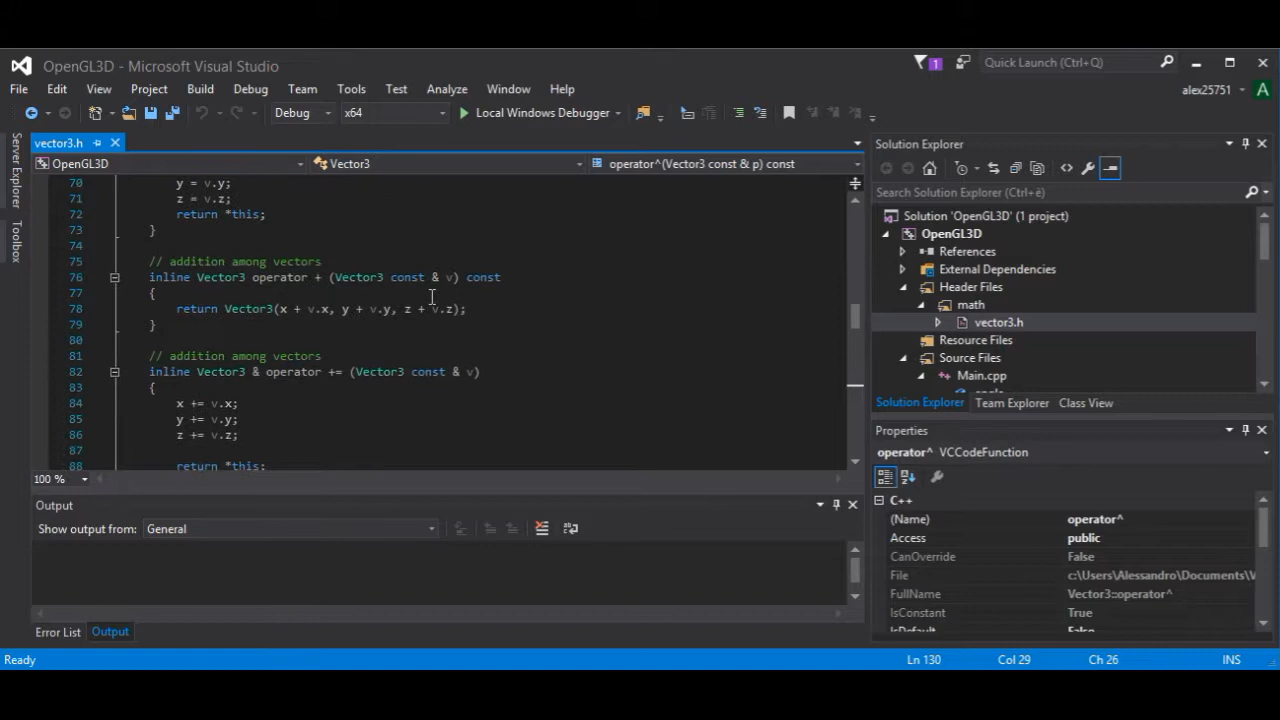 OpenGL3D - Microsoft Visual Studio
1
Quick Launch (Ctrl+Q)
File Edit View Project Build Debug Team Tools Test Analyze Window Help
alex25751 A
Debug x64 Local Windows Debugger
Server Explorer
Toolbox
vector3.h
OpenGL3D Vector3 operator^(Vector3 const & p) const
70 y = v.y;
71 z = v.z;
72 return *this;
73 }
74
75 // addition among vectors
76 inline Vector3 operator + (Vector3 const & v) const
77 {
78 return Vector3(x + v.x, y + v.y, z + v.z);
79 }
80
81 // addition among vectors
82 inline Vector3 & operator += (Vector3 const & v)
83 {
84 x += v.x;
85 y += v.y;
86 z += v.z;
87
88 return *this;
100 %
Output
Show output from: General
Error List Output
Solution Explorer
Search Solution Explorer (Ctrl+è)
Solution 'OpenGL3D' (1 project)
OpenGL3D
References
External Dependencies
Header Files
math
vector3.h
Resource Files
Source Files
Main.cpp
Solution Explorer Team Explorer Class View
Properties
operator^ VCCodeFunction
C++
(Name) operator^
Access public
CanOverride False
File c:\Users\Alessandro\Documents\V
FullName Vector3::operator^
IsConstant True
IsDefault False
Ready Ln 130 Col 29 Ch 26 INS